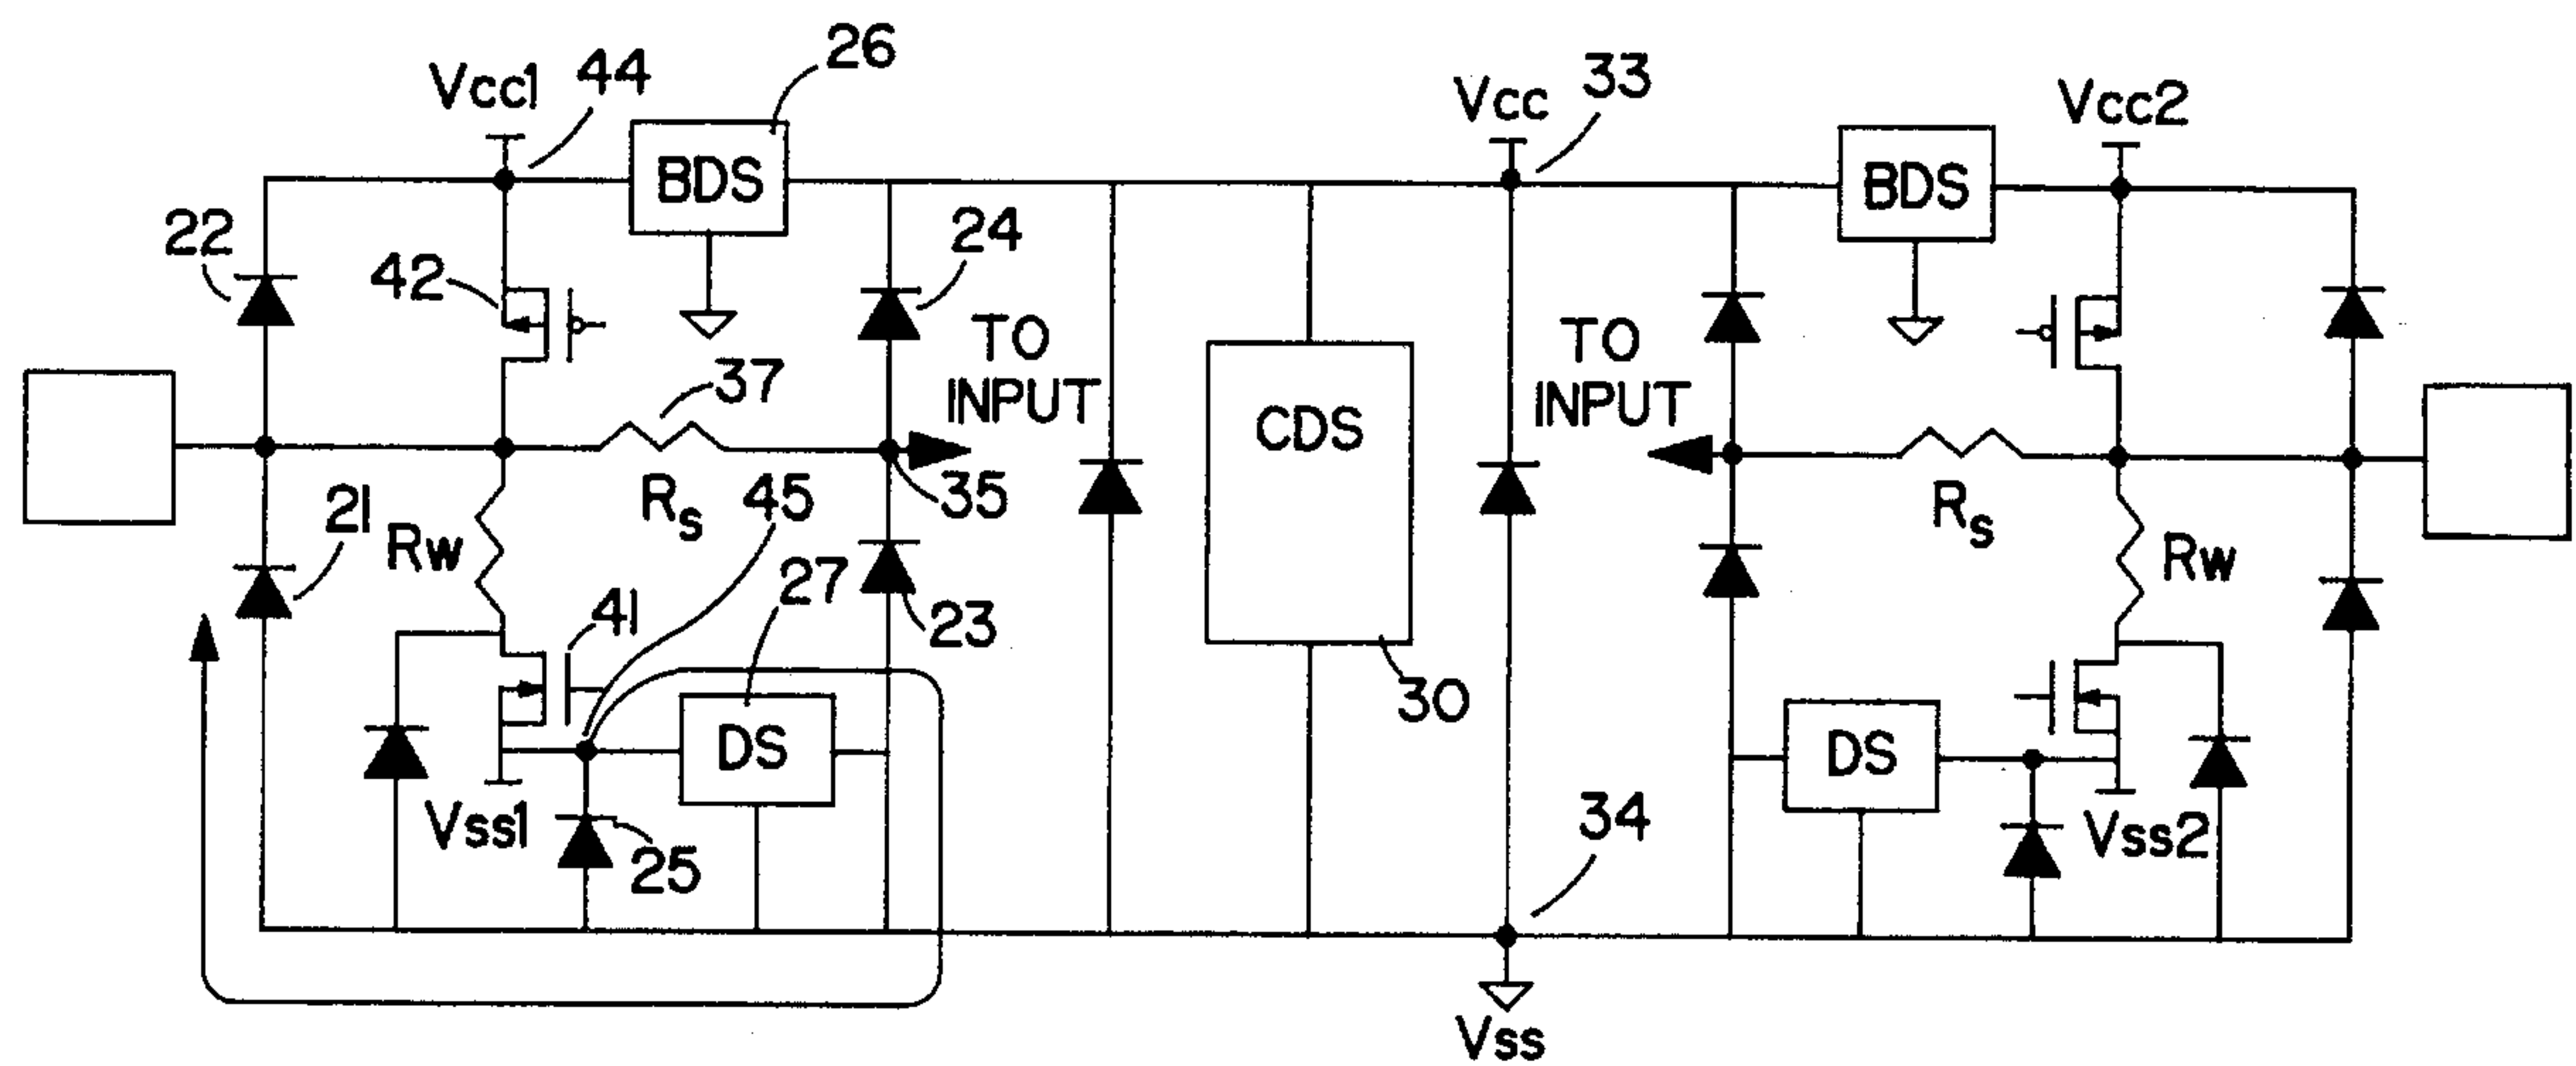 26
Vcc1 44
Vcc 33
Vcc2
BDS
BDS
22
24
42
TO
INPUT
TO
INPUT
37
CDS
Rs
45
35
Rs
21
Rw
27
Rw
41
23
30
DS
DS
Vss1
25
34
Vss2
Vss